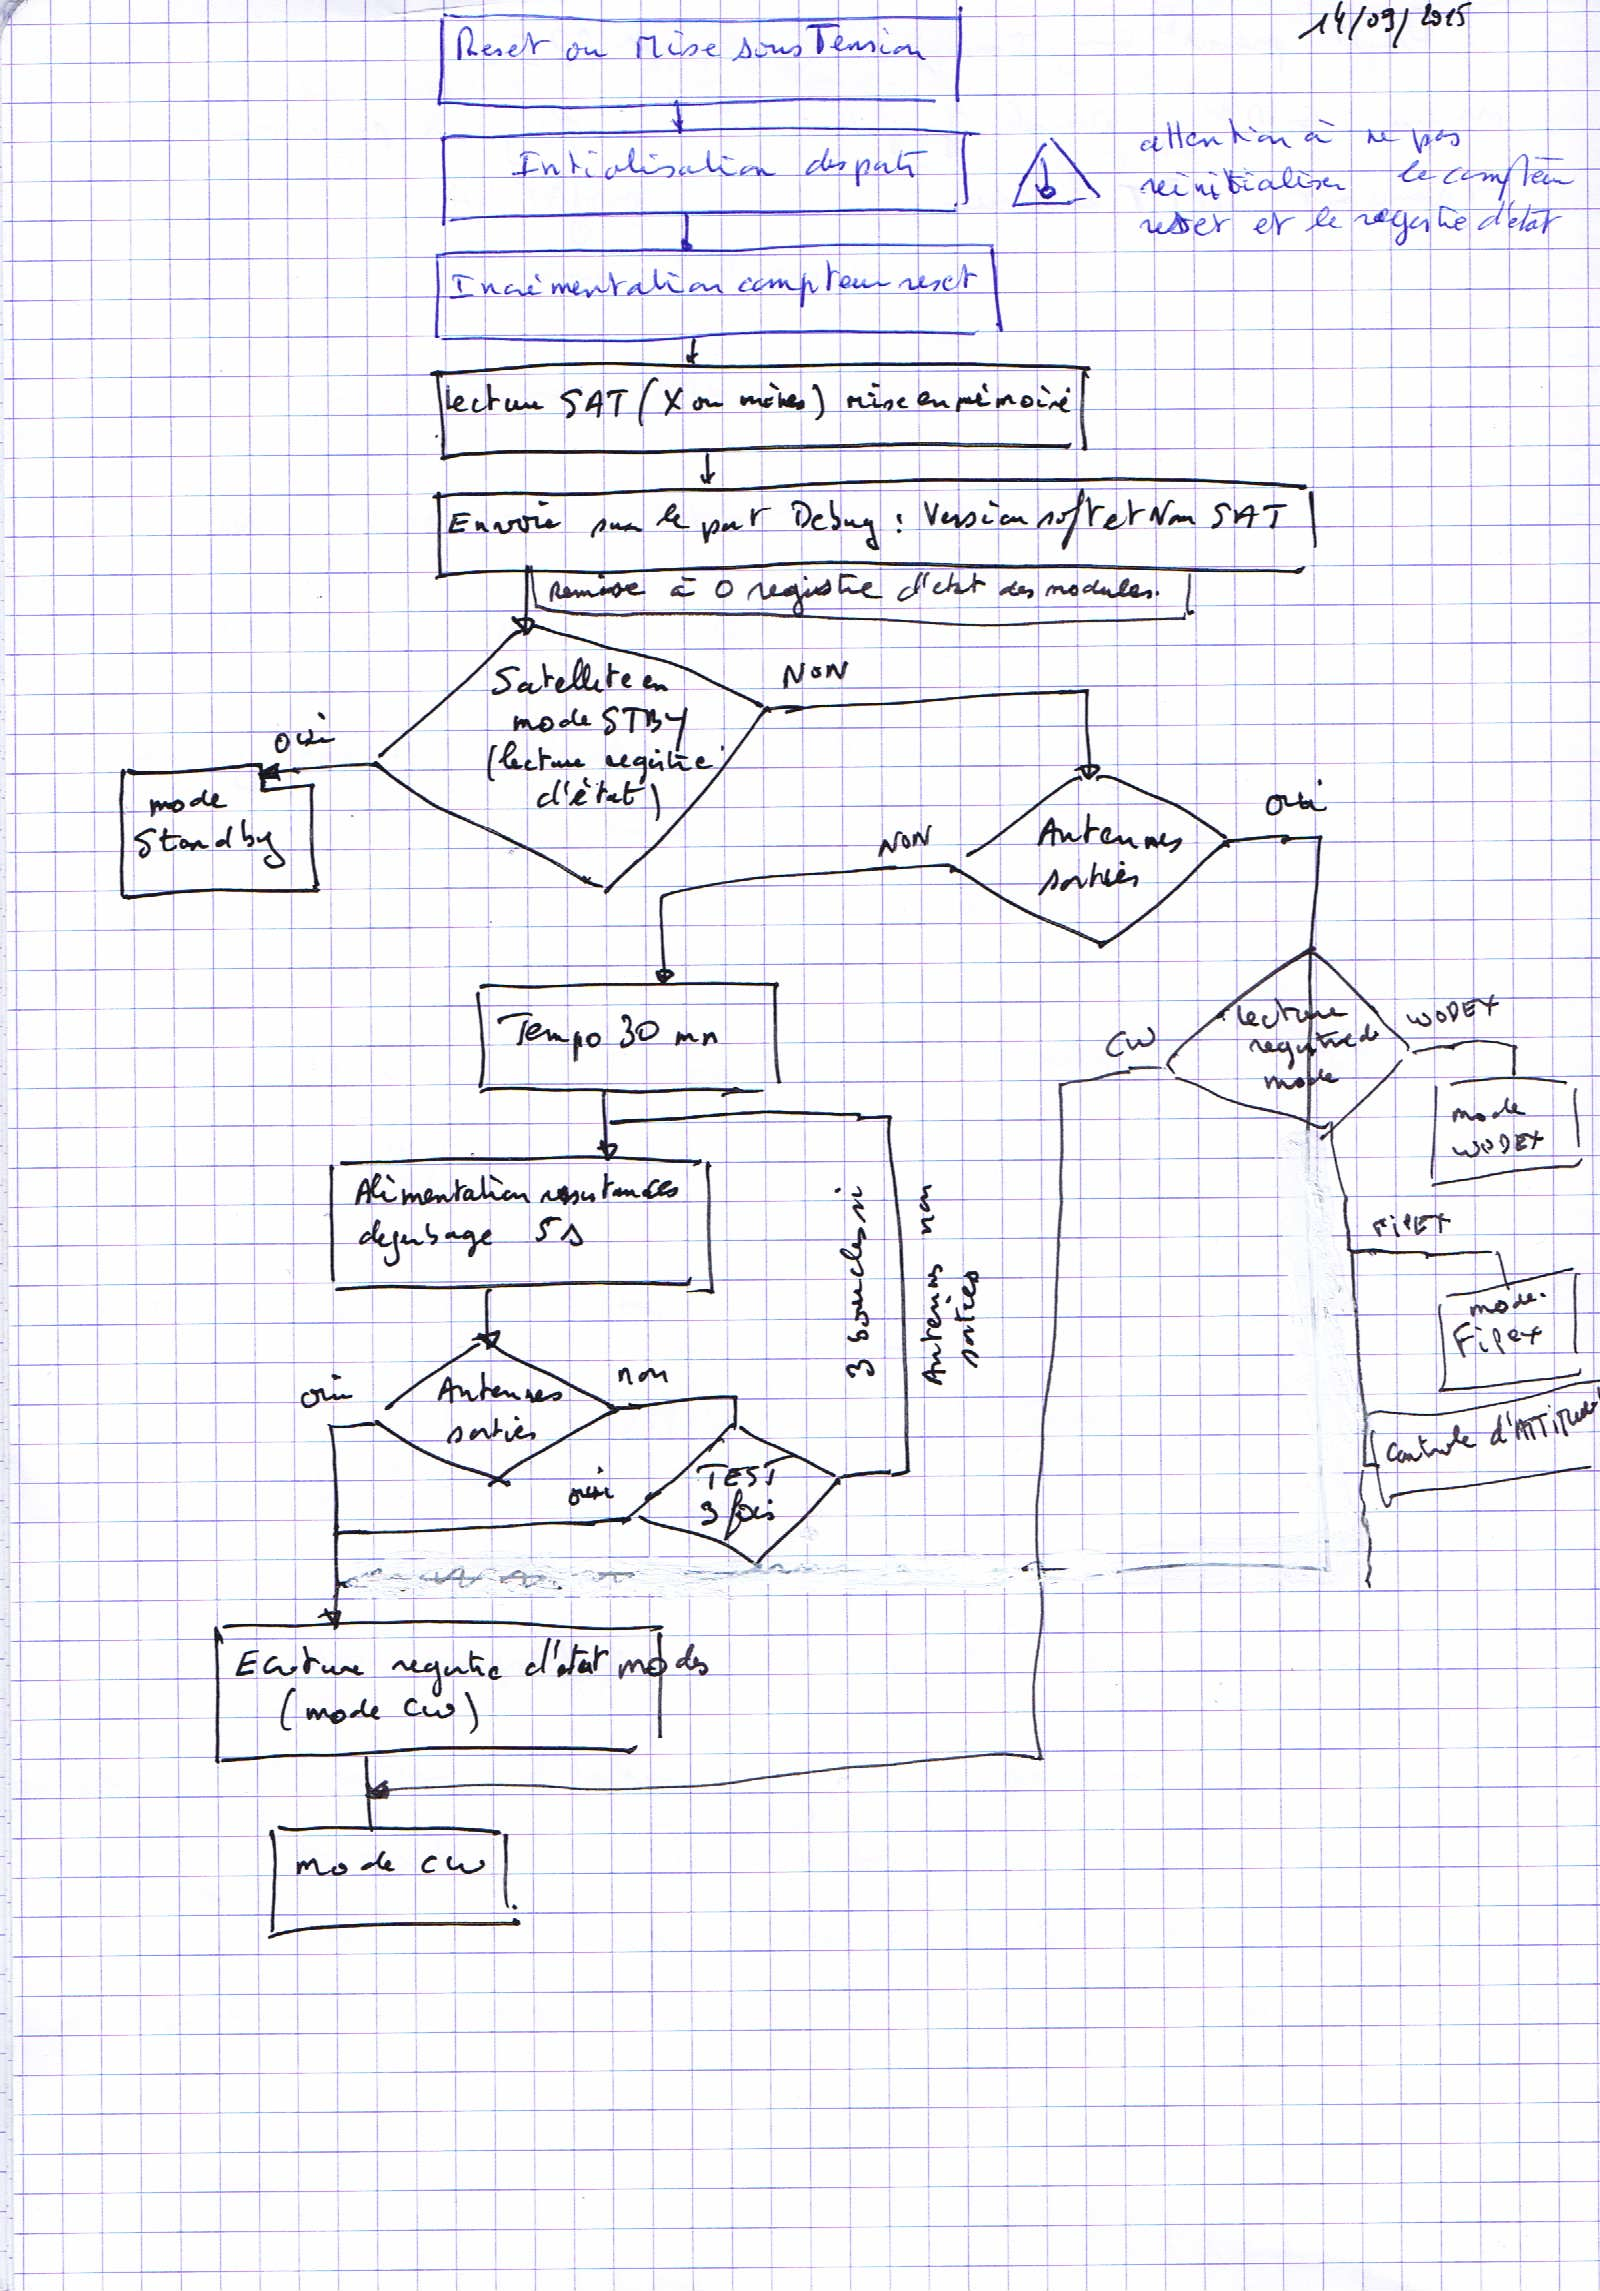 14/09/2015
Reset ou Mise sous Tension
Intialisation des ports
attention à ne pas
réinitialiser le compteur
reset et le registre d'état
Incrémentation compteur reset
lecture SAT (X ou mères) mise en mémoire
Envoie sur le port Debug : Version soft et Nom SAT
remise à 0 registre d'état des modules.
Satellite en
mode STBY
(lecture registre
d'état)
NON
oui
mode
Standby
Antennes
sorties
oui
NON
Tempo 30 mn
lecture
registre de
mode
CW
WODEX
mode
WODEX
FIPEX
mode
Fipex
Controle d'ATTitude
Alimentation resistances
5s
3 boucles si
Antennes non
sorties
Antennes
sorties
oui
non
TEST
3 fois
oui
Ecriture registre d'état modes
(mode CW)
mode CW